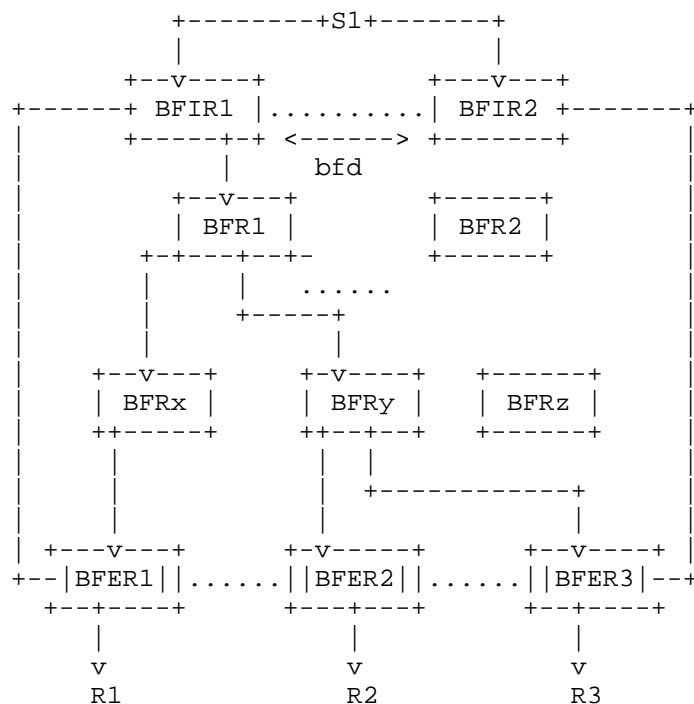 S1
BFIR1 BFIR2
bfd
BFR1 BFR2
BFRx BFRy BFRz
BFER1 BFER2 BFER3
R1 R2 R3